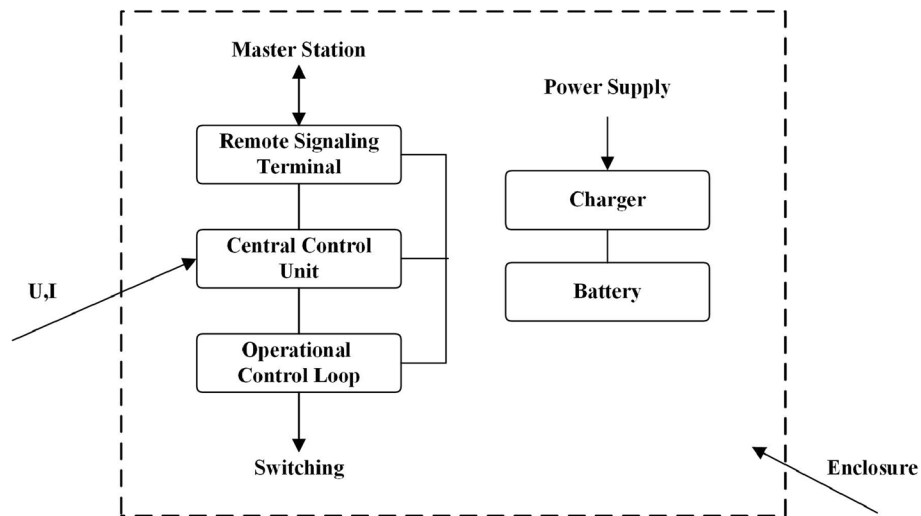 Master Station
Remote Signaling
Terminal
Central Control
Unit
Operational
Control Loop
Switching
U,I
Power Supply
Charger
Battery
Enclosure